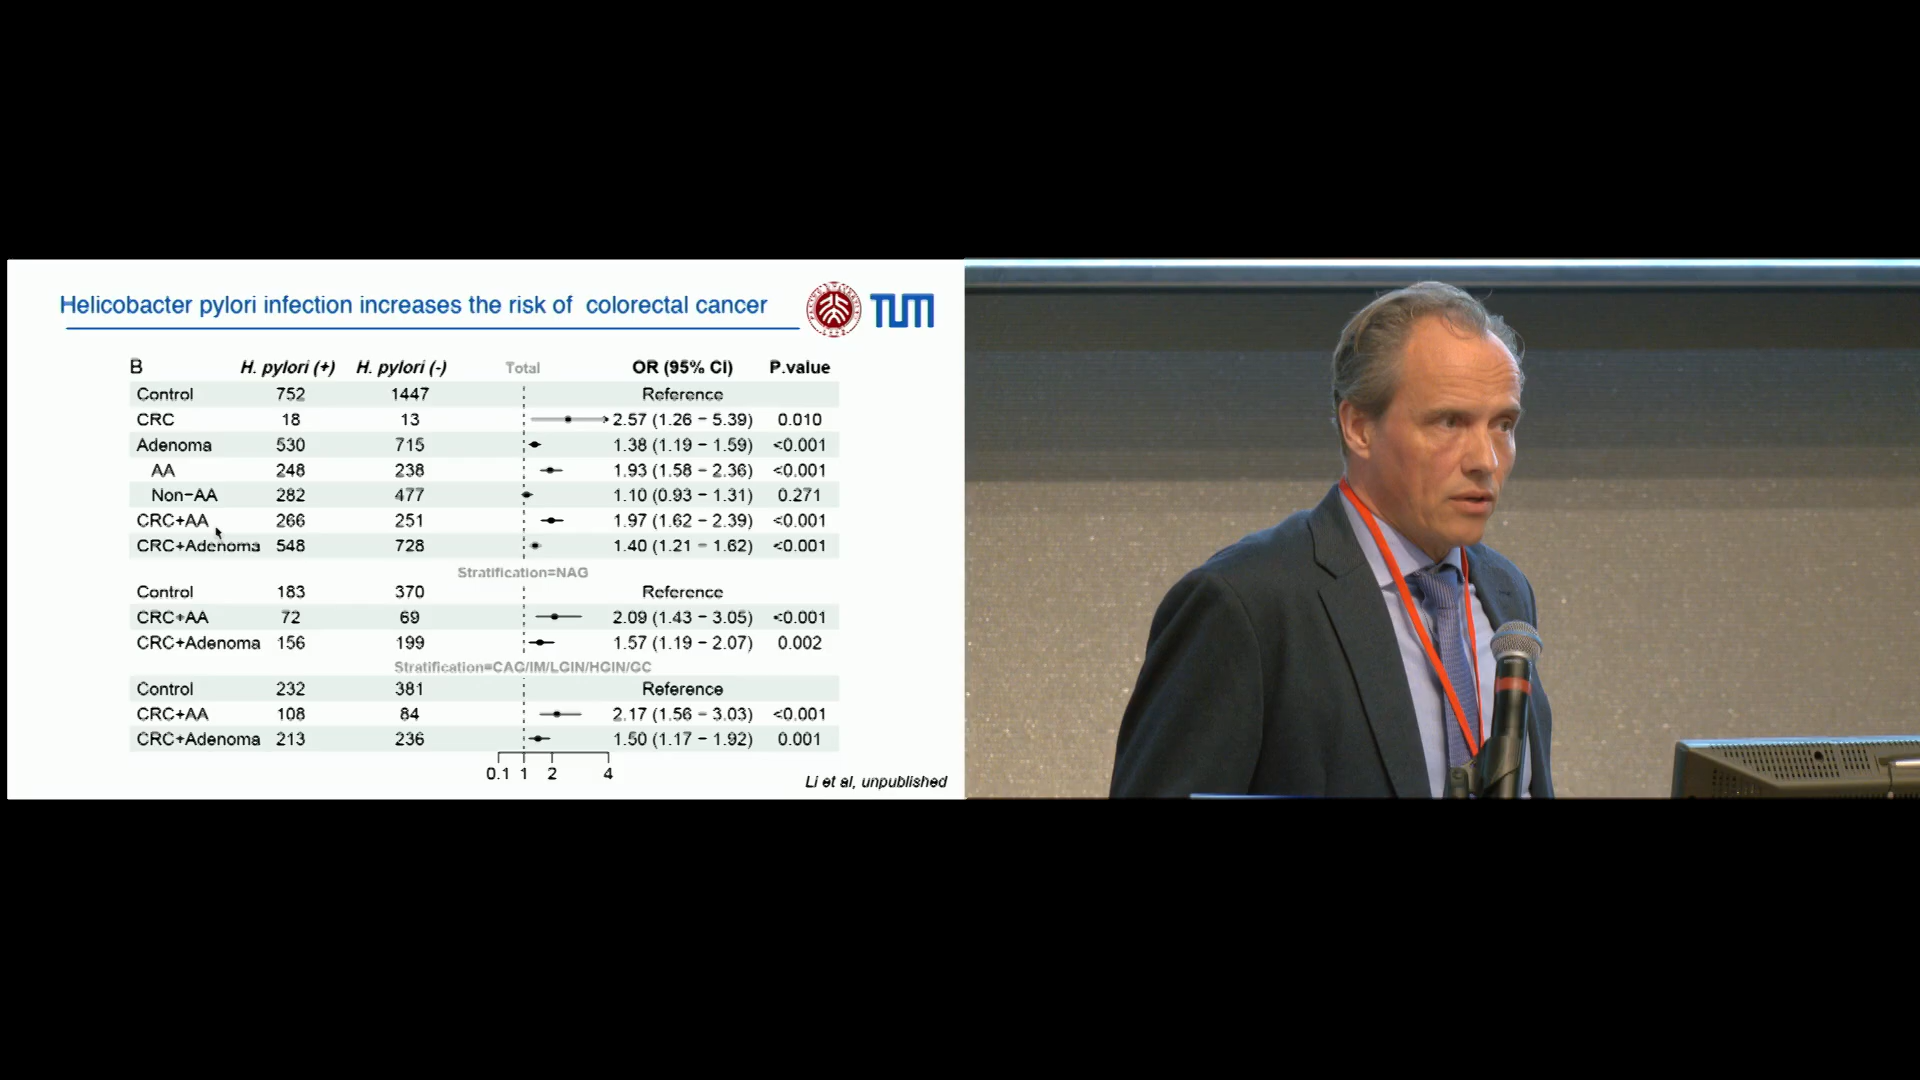 Helicobacter pylori infection increases the risk of colorectal cancer
TUM
B H. pylori (+) H. pylori (-) Total OR (95% CI) P.value
Control 752 1447 Reference
CRC 18 13 2.57 (1.26 − 5.39) 0.010
Adenoma 530 715 1.38 (1.19 − 1.59) <0.001
AA 248 238 1.93 (1.58 − 2.36) <0.001
Non−AA 282 477 1.10 (0.93 − 1.31) 0.271
CRC+AA 266 251 1.97 (1.62 − 2.39) <0.001
CRC+Adenoma 548 728 1.40 (1.21 − 1.62) <0.001
Stratification=NAG
Control 183 370 Reference
CRC+AA 72 69 2.09 (1.43 − 3.05) <0.001
CRC+Adenoma 156 199 1.57 (1.19 − 2.07) 0.002
Stratification=CAG/IM/LGIN/HGIN/GC
Control 232 381 Reference
CRC+AA 108 84 2.17 (1.56 − 3.03) <0.001
CRC+Adenoma 213 236 1.50 (1.17 − 1.92) 0.001
0.1 1 2 4
Li et al, unpublished